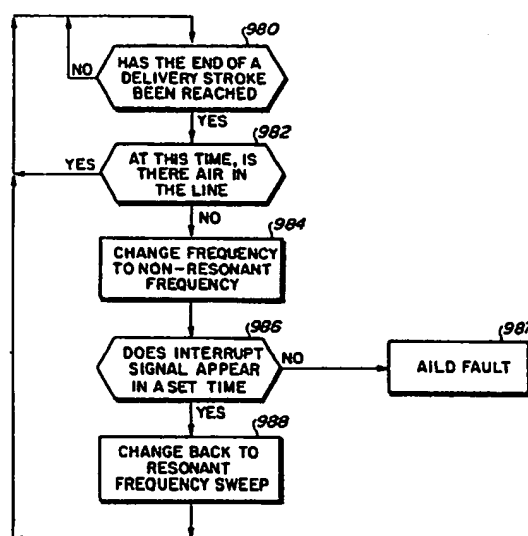 980
HAS THE END OF A
DELIVERY STROKE
BEEN REACHED
NO
YES
982
AT THIS TIME, IS
THERE AIR IN
THE LINE
YES
NO
984
CHANGE FREQUENCY
TO NON-RESONANT
FREQUENCY
986
DOES INTERRUPT
SIGNAL APPEAR
IN A SET TIME
NO
987
AILD FAULT
YES
988
CHANGE BACK TO
RESONANT
FREQUENCY SWEEP